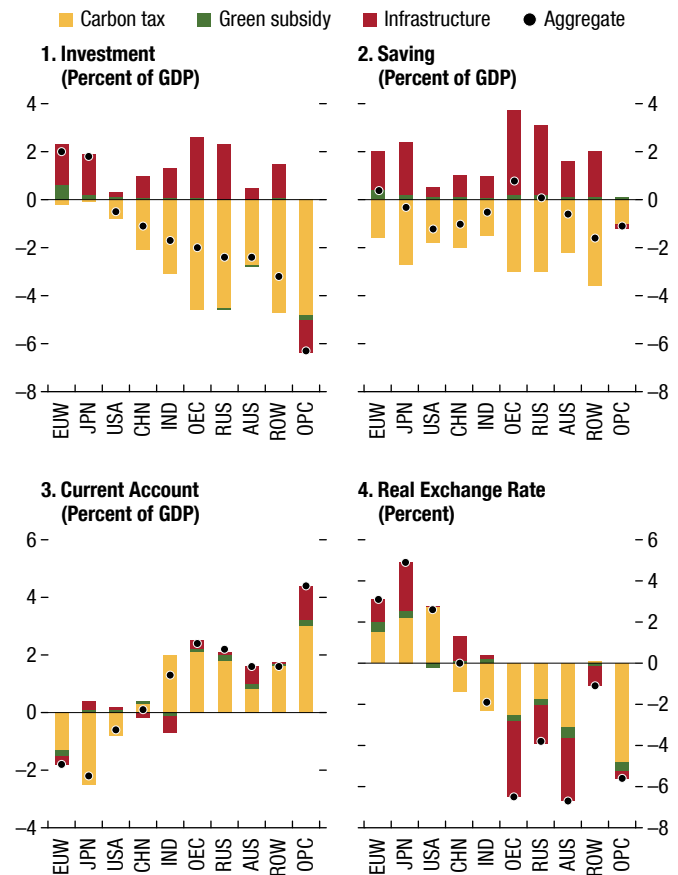 Carbon tax Green subsidy Infrastructure Aggregate
1. Investment
(Percent of GDP)
2. Saving
(Percent of GDP)
4
2
0
–2
–4
–6
–8
4
2
0
–2
–4
–6
–8
EUW JPN USA CHN IND OEC RUS AUS ROW OPC
EUW JPN USA CHN IND OEC RUS AUS ROW OPC
3. Current Account
(Percent of GDP)
4. Real Exchange Rate
(Percent)
6
4
2
0
–2
–4
6
4
2
0
–2
–4
–6
–8
EUW JPN USA CHN IND OEC RUS AUS ROW OPC
EUW JPN USA CHN IND OEC RUS AUS ROW OPC